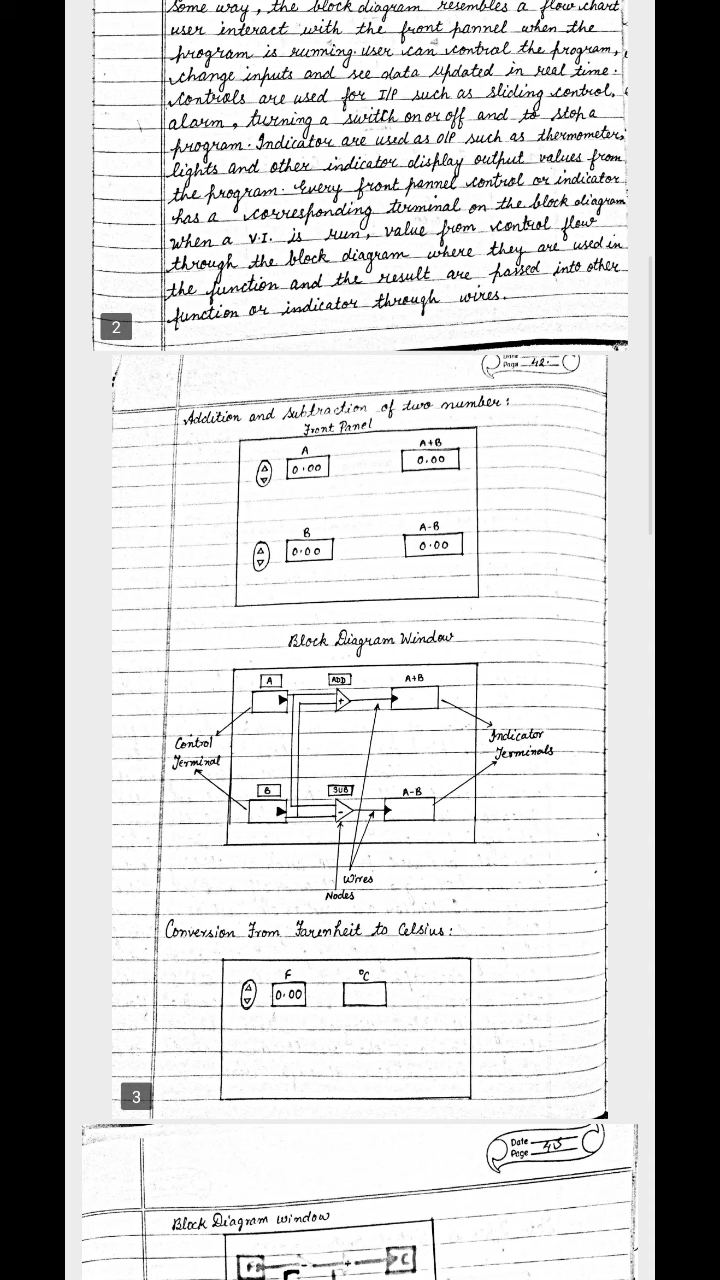 Some way, the block diagram resembles a flow chart
user interact with the front pannel when the
program is running. user can control the program,
change inputs and see data updated in real time.
Controls are used for I/P such as sliding control,
alarm, turning a switch on or off and to stop a
program. Indicator are used as O/P such as thermometer,
lights and other indicator display output values from
the program. Every front pannel control or indicator
has a corresponding terminal on the block diagram
When a V.I. is run, value from control flow
through the block diagram where they are used in
the function and the result are passed into other
function or indicator through wires.
2
Date
Page 42.
Addition and Subtraction of two number:
Front Panel
A
A+B
0.00
0.00
B
A-B
0.00
0.00
Block Diagram Window
A
ADD
A+B
+
Control
Terminal
Indicator
Terminals
B
SUB
A-B
-
Wires
Nodes
Conversion From Farenheit to Celsius:
F
°C
0.00
3
Date
Page 45
Block Diagram window
F
-
+
C